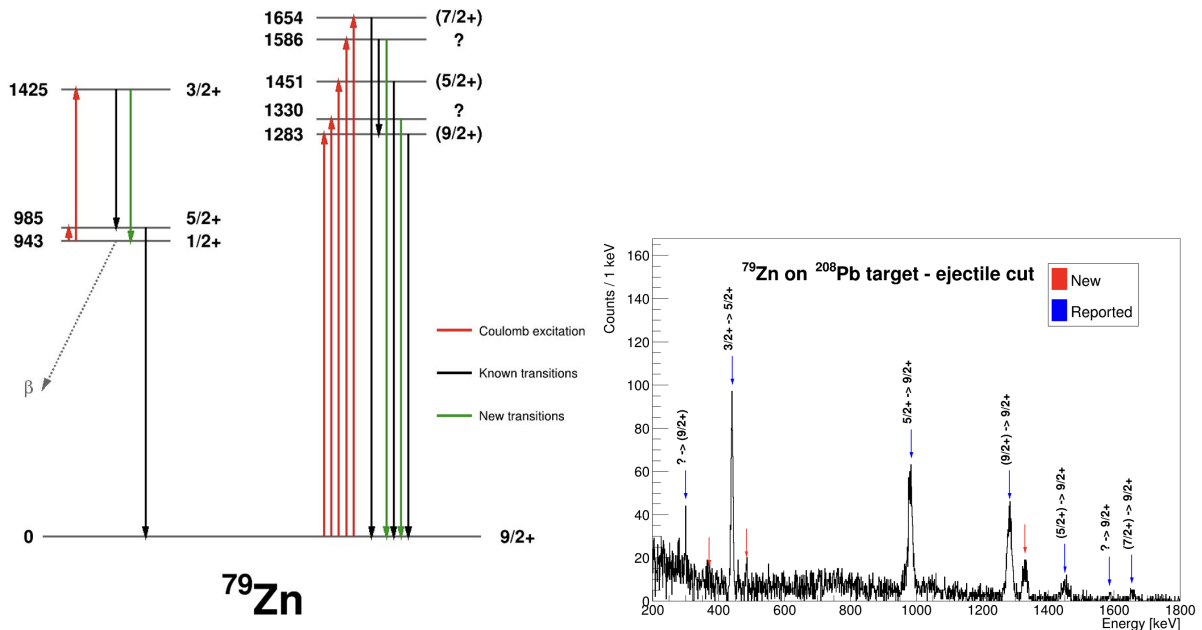 1654 (7/2+)
1586 ?
1425 3/2+
1451 (5/2+)
1330 ?
1283 (9/2+)
985 5/2+
943 1/2+
β
Coulomb excitation
Known transitions
New transitions
0 9/2+
79Zn
Counts / 1 keV
79Zn on 208Pb target - ejectile cut
New
Reported
? -> (9/2+)
3/2+ -> 5/2+
5/2+ -> 9/2+
(9/2+) -> 9/2+
(5/2+) -> 9/2+
? -> 9/2+
(7/2+) -> 9/2+
160
140
120
100
80
60
40
20
0
200 400 600 800 1000 1200 1400 1600 1800
Energy [keV]